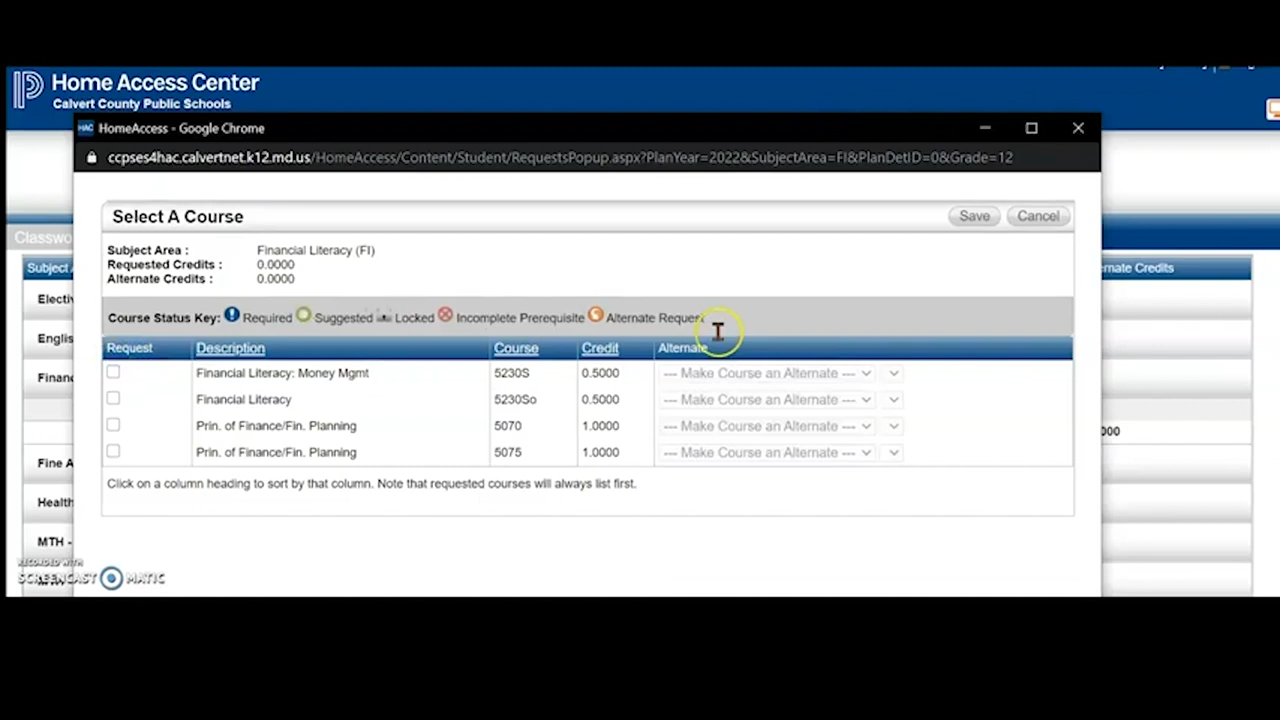 Home Access Center
Calvert County Public Schools
HAC HomeAccess - Google Chrome
ccpses4hac.calvertnet.k12.md.us/HomeAccess/Content/Student/RequestsPopup.aspx?PlanYear=2022&SubjectArea=FI&PlanDetID=0&Grade=12
Select A Course Save Cancel
Subject Area : Financial Literacy (FI)
Requested Credits : 0.0000
Alternate Credits : 0.0000
Course Status Key: Required Suggested Locked Incomplete Prerequisite Alternate Request
Request Description Course Credit Alternate
Financial Literacy: Money Mgmt 5230S 0.5000 --- Make Course an Alternate ---
Financial Literacy 5230So 0.5000 --- Make Course an Alternate ---
Prin. of Finance/Fin. Planning 5070 1.0000 --- Make Course an Alternate ---
Prin. of Finance/Fin. Planning 5075 1.0000 --- Make Course an Alternate ---
Click on a column heading to sort by that column. Note that requested courses will always list first.
Classwo
Subject A
rnate Credits
Electiv
English
Financ
000
Fine A
Health
MTH -
RECORDED WITH
SCREENCAST MATIC